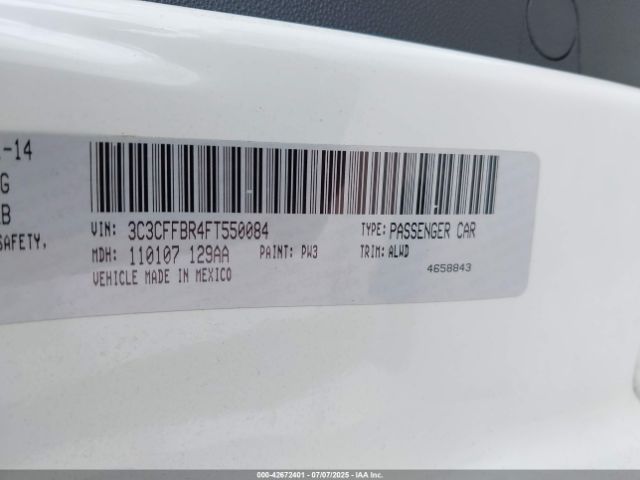 -14
G
B
SAFETY,
VIN: 3C3CFFBR4FT550084 TYPE: PASSENGER CAR
MDH: 110107 129AA PAINT: PW3 TRIM: ALWD
VEHICLE MADE IN MEXICO
4658843
000-42672401 | 07/07/2025 - IAAI, Inc.